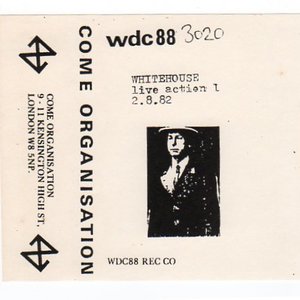 COME ORGANISATION
9 - 11 KENSINGTON HIGH ST,
LONDON W8 5NP.
COME ORGANISATION
wdc88 3020
WHITEHOUSE
live action 1
2.8.82
WDC88 REC CO